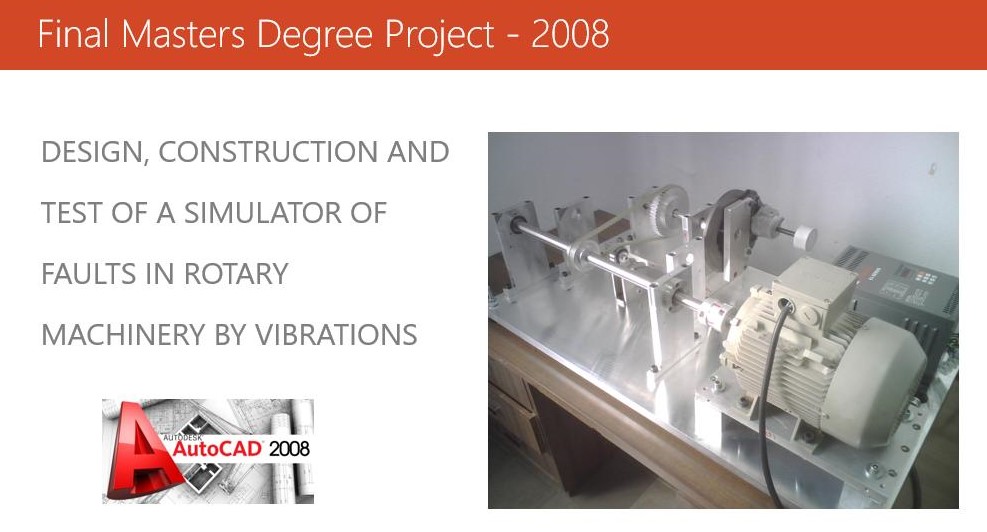 Final Masters Degree Project - 2008
DESIGN, CONSTRUCTION AND
TEST OF A SIMULATOR OF
FAULTS IN ROTARY
MACHINERY BY VIBRATIONS
AUTODESK
AutoCAD 2008